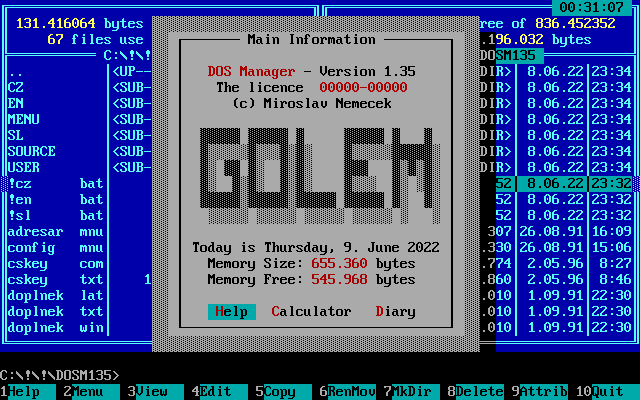 00:31:07
131.416064 bytes
ree of 836.452352
67 files use
.196.032 bytes
C:\!\!
DOSM135
Main Information
DOS Manager - Version 1.35
The licence 00000-00000
(c) Miroslav Nemecek
GOLEM
Today is Thursday, 9. June 2022
Memory Size: 655.360 bytes
Memory Free: 545.968 bytes
Help Calculator Diary
.. <UP--
CZ <SUB-
EN <SUB-
MENU <SUB-
SL <SUB-
SOURCE <SUB-
USER <SUB-
!cz bat
!en bat
!sl bat
adresar mnu
config mnu
cskey com
cskey txt 1
doplnek lat
doplnek txt
doplnek win
DIR> 8.06.22 23:34
DIR> 8.06.22 23:34
DIR> 8.06.22 23:34
DIR> 8.06.22 23:34
DIR> 8.06.22 23:34
DIR> 8.06.22 23:34
DIR> 8.06.22 23:34
52 8.06.22 23:32
52 8.06.22 23:32
52 8.06.22 23:32
307 26.08.91 16:09
330 26.08.91 15:06
.774 2.05.96 8:27
.860 2.05.96 8:46
.010 1.09.91 22:30
.010 1.09.91 22:30
.010 1.09.91 22:30
C:\!\!\DOSM135>
1Help 2Menu 3View 4Edit 5Copy 6RenMov 7MkDir 8Delete 9Attrib 10Quit